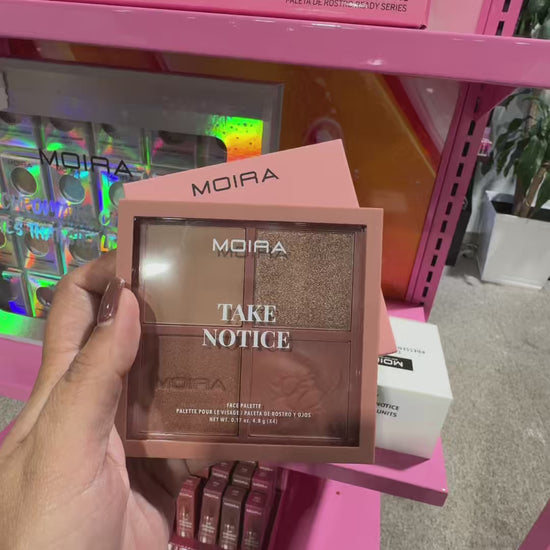 PALETA DE ROSTRO READY SERIES
MOIRA
MOIRA
MOIRA
TAKE
NOTICE
MOIRA
FACE PALETTE
PALETTE POUR LE VISAGE / PALETA DE ROSTRO Y OJOS
NET WT. 0.17 oz. 4.8 g (X4)
NOTICE
UNITS